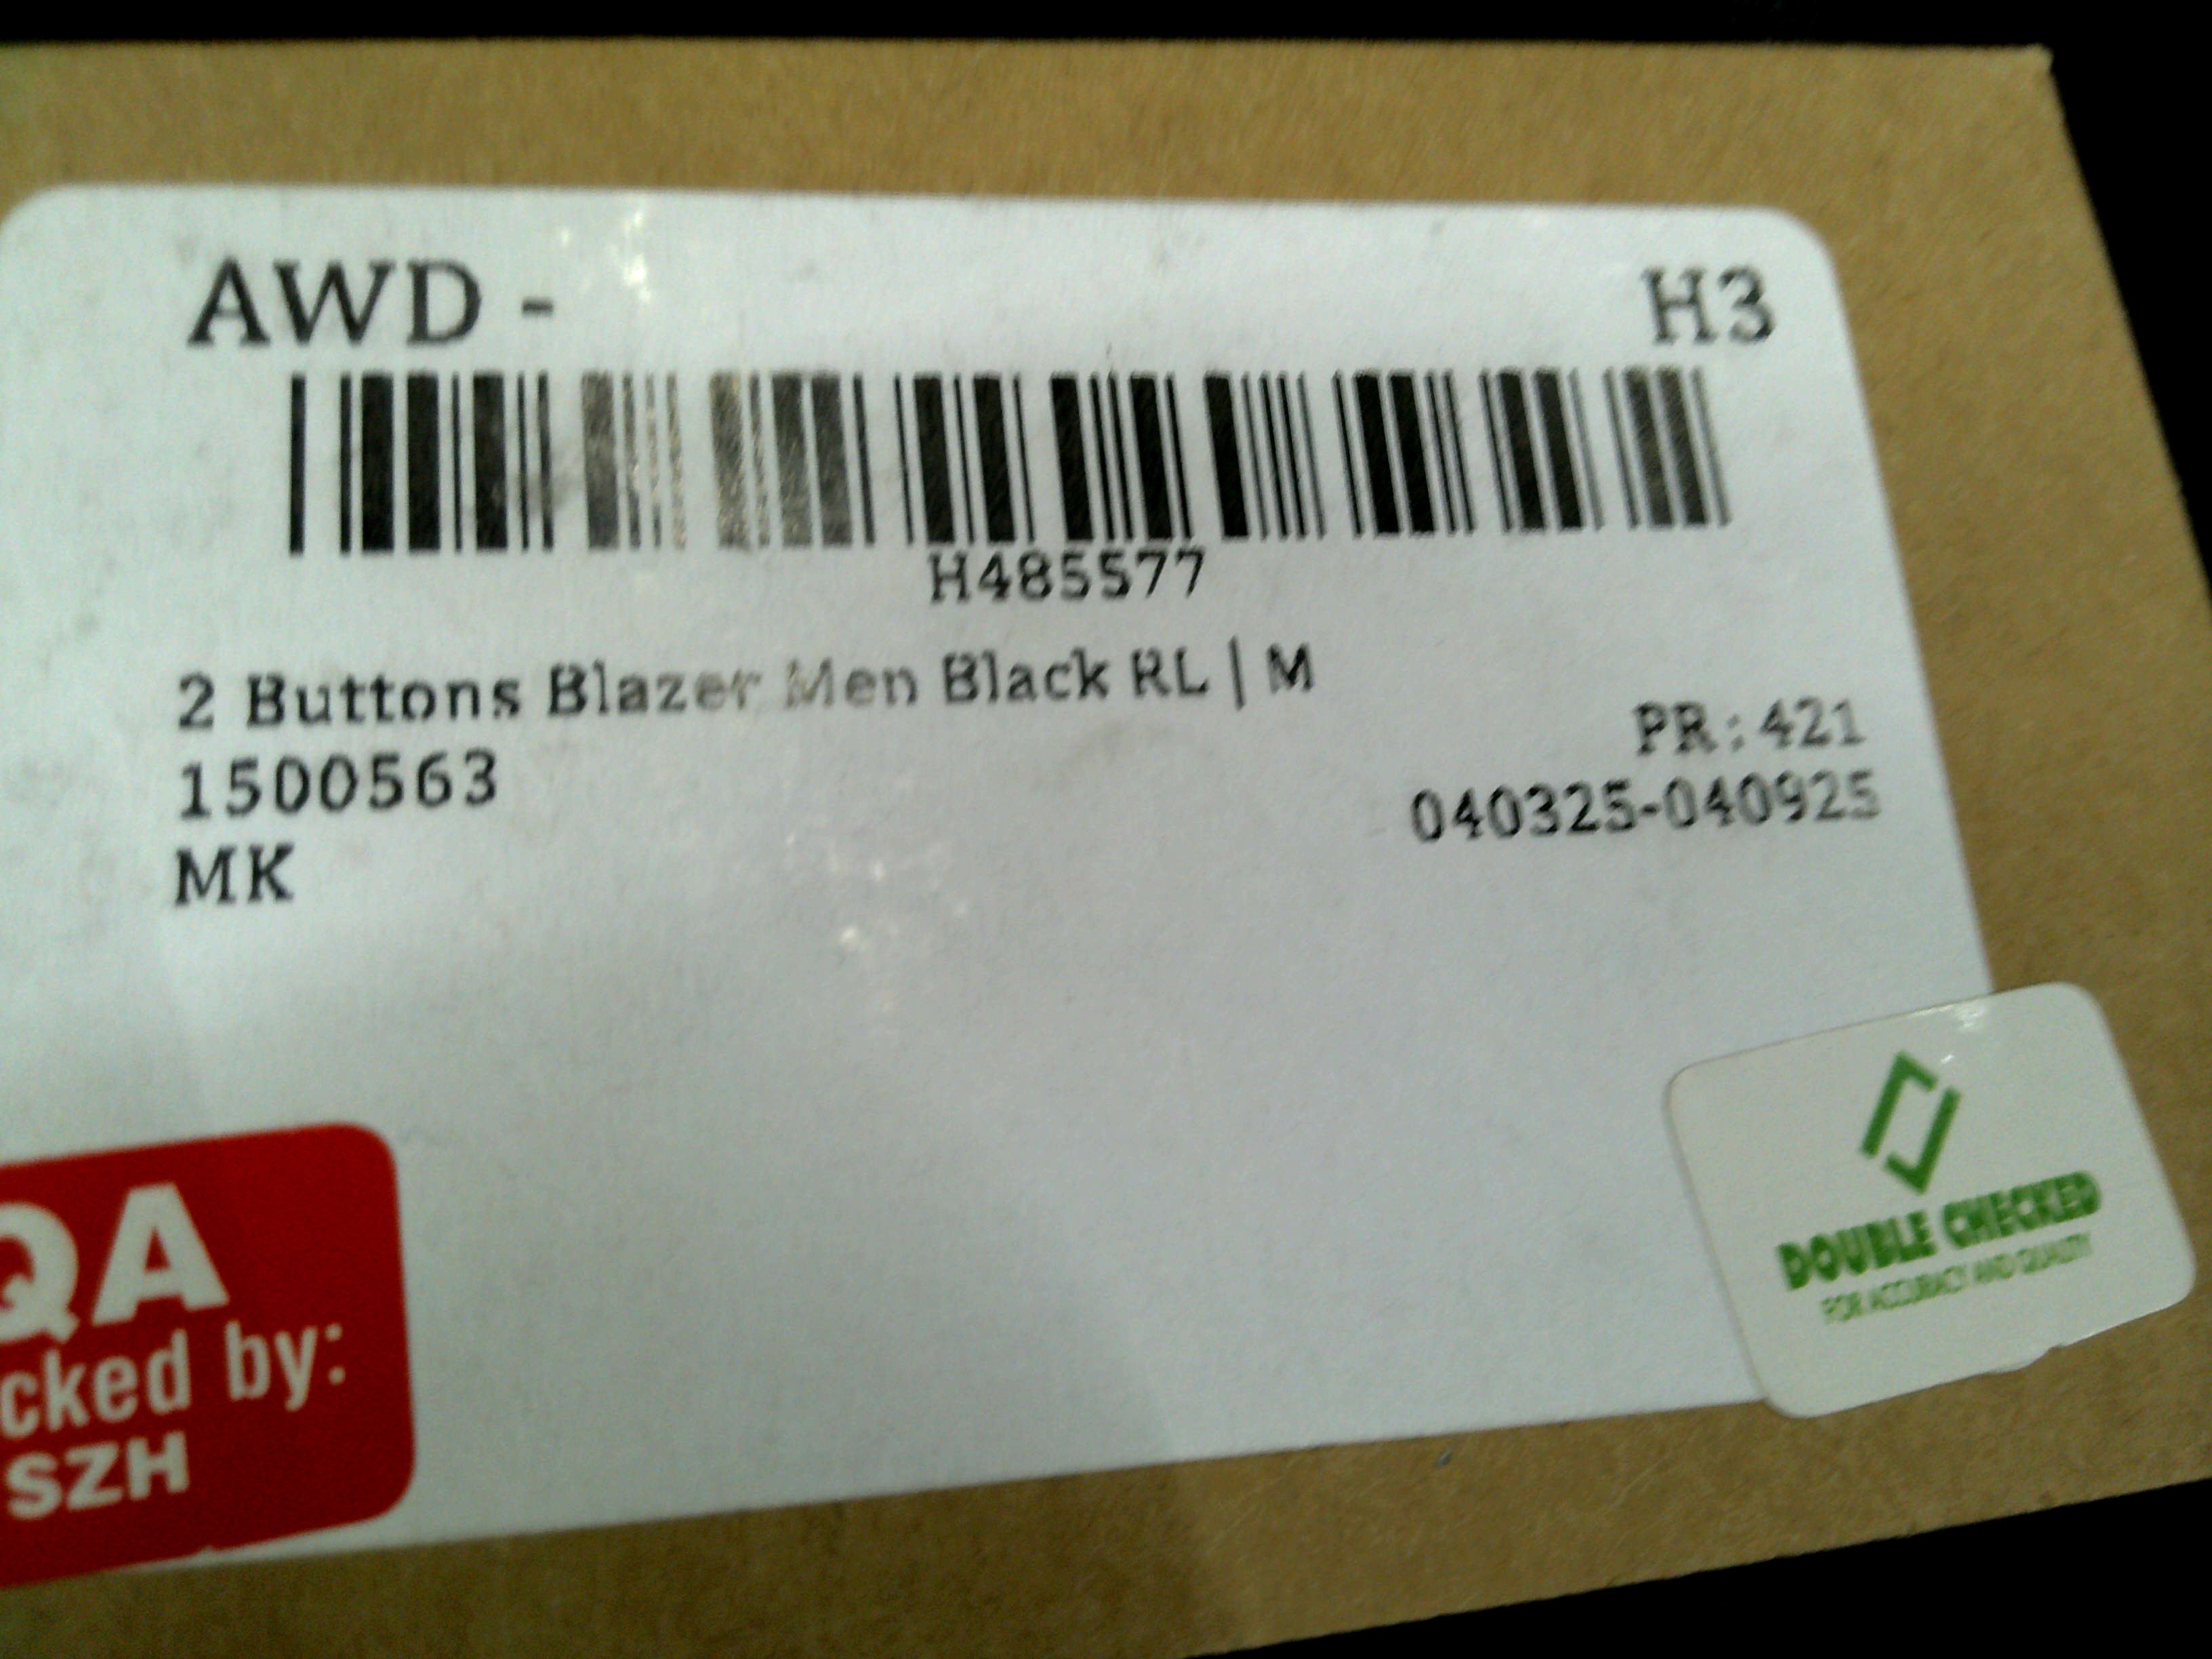 AWD - H3
H485577
2 Buttons Blazer Men Black RL | M
PR:421
1500563
040325-040925
MK
DOUBLE CHECKED
FOR ACCURACY AND QUALITY
QA
cked by:
SZH